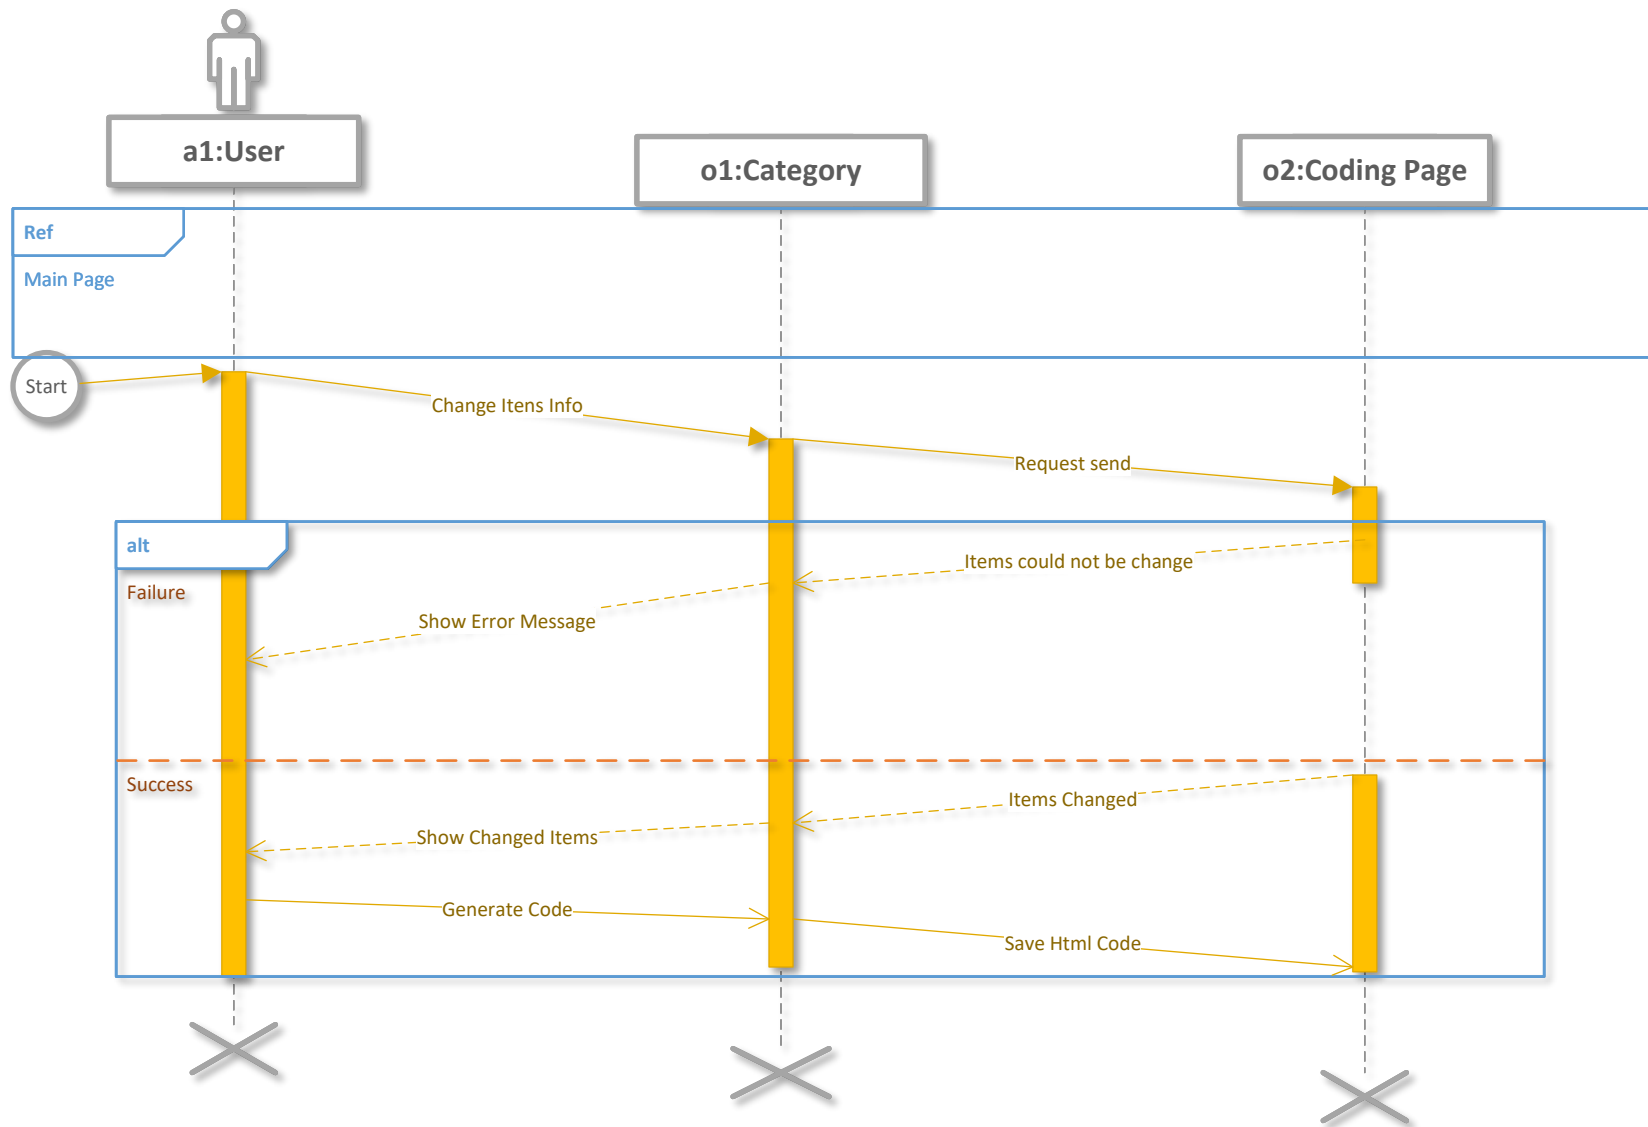 a1:User
o1:Category
o2:Coding Page
Ref
Main Page
Start
Change Itens Info
Request send
alt
Items could not be change
Failure
Show Error Message
Success
Items Changed
Show Changed Items
Generate Code
Save Html Code